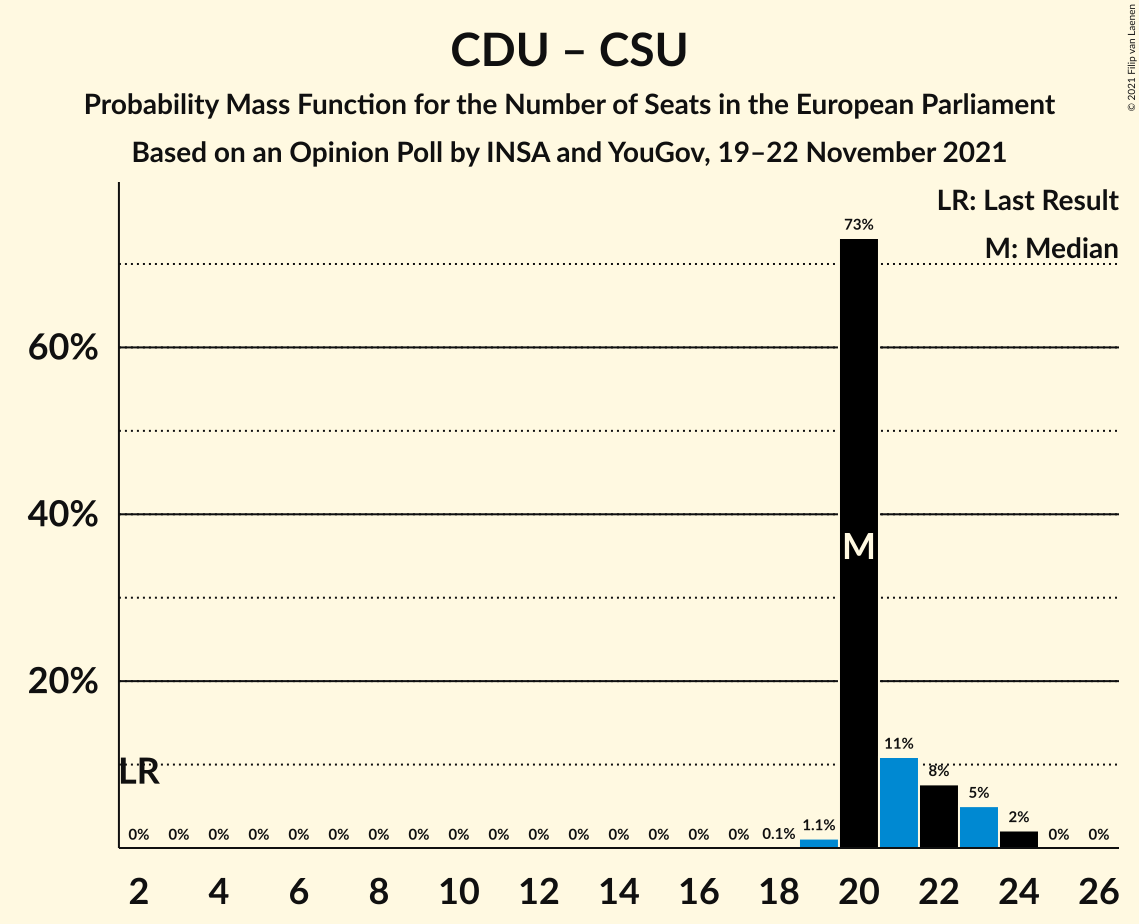 CDU – CSU
Probability Mass Function for the Number of Seats in the European Parliament
Based on an Opinion Poll by INSA and YouGov, 19–22 November 2021
© 2021 Filip van Laenen
LR: Last Result
M: Median
73%
60%
40%
M
20%
11%
LR
8%
5%
2%
1.1%
0% 0% 0% 0% 0% 0% 0% 0% 0% 0% 0% 0% 0% 0% 0% 0% 0.1% 0% 0%
2 4 6 8 10 12 14 16 18 20 22 24 26